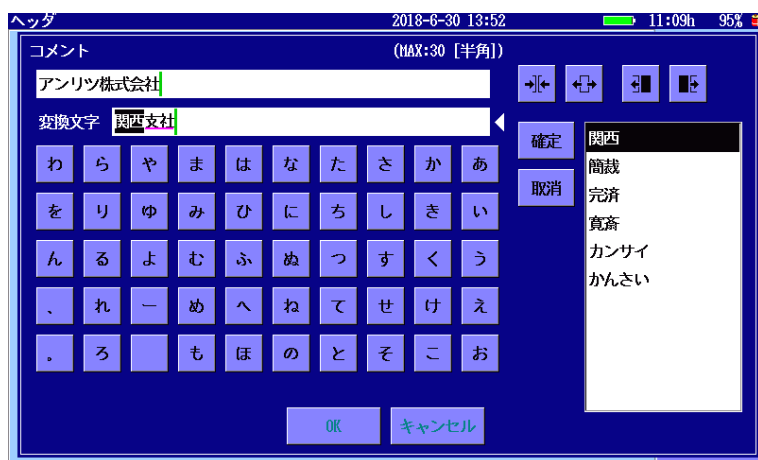 ヘッダ 2018-6-30 13:52 11:09h 95%
コメント (MAX:30 [半角])
アンリツ株式会社
変換文字 関西支社
わ ら や ま は な た さ か あ
を り ゆ み ひ に ち し き い
ん る よ む ふ ぬ つ す く う
、 れ ー め へ ね て せ け え
。 ろ も ほ の と そ こ お
OK キャンセル
確定
取消
関西
簡裁
完済
寛斎
カンサイ
かんさい